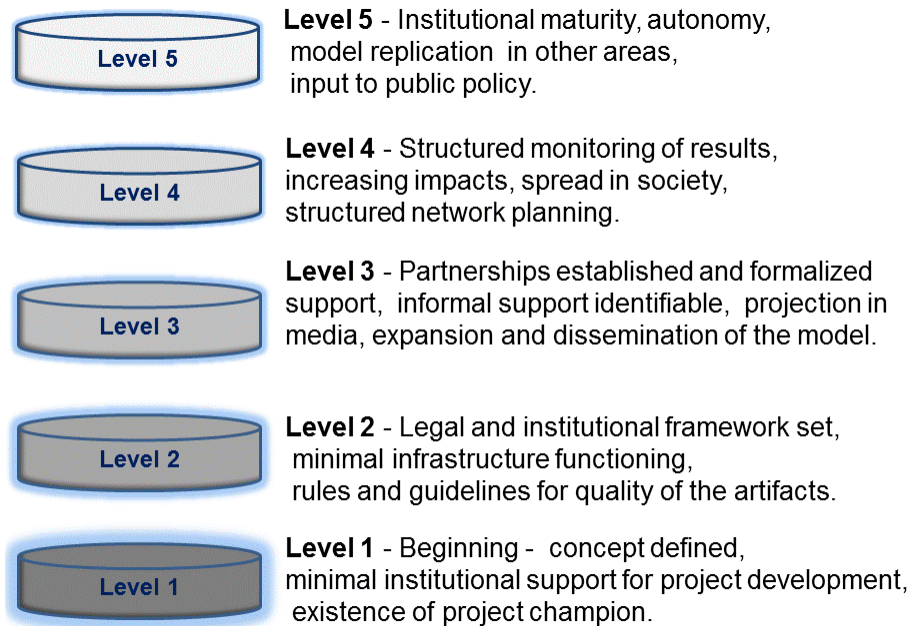 Level 5
Level 5 - Institutional maturity, autonomy,
model replication in other areas,
input to public policy.
Level 4
Level 4 - Structured monitoring of results,
increasing impacts, spread in society,
structured network planning.
Level 3
Level 3 - Partnerships established and formalized
support, informal support identifiable, projection in
media, expansion and dissemination of the model.
Level 2
Level 2 - Legal and institutional framework set,
minimal infrastructure functioning,
rules and guidelines for quality of the artifacts.
Level 1
Level 1 - Beginning - concept defined,
minimal institutional support for project development,
existence of project champion.